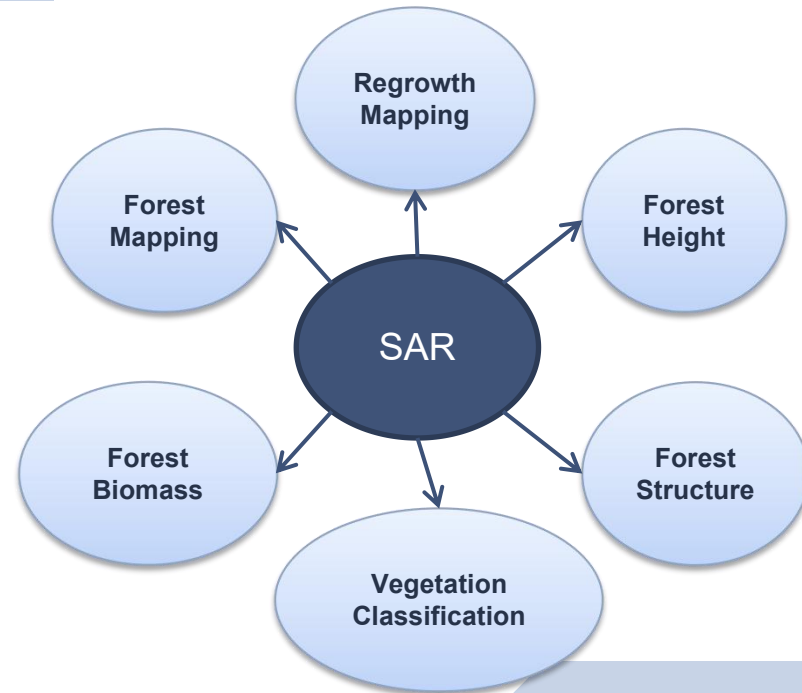 Regrowth
Mapping
Forest
Mapping
Forest
Height
SAR
Forest
Biomass
Forest
Structure
Vegetation
Classification